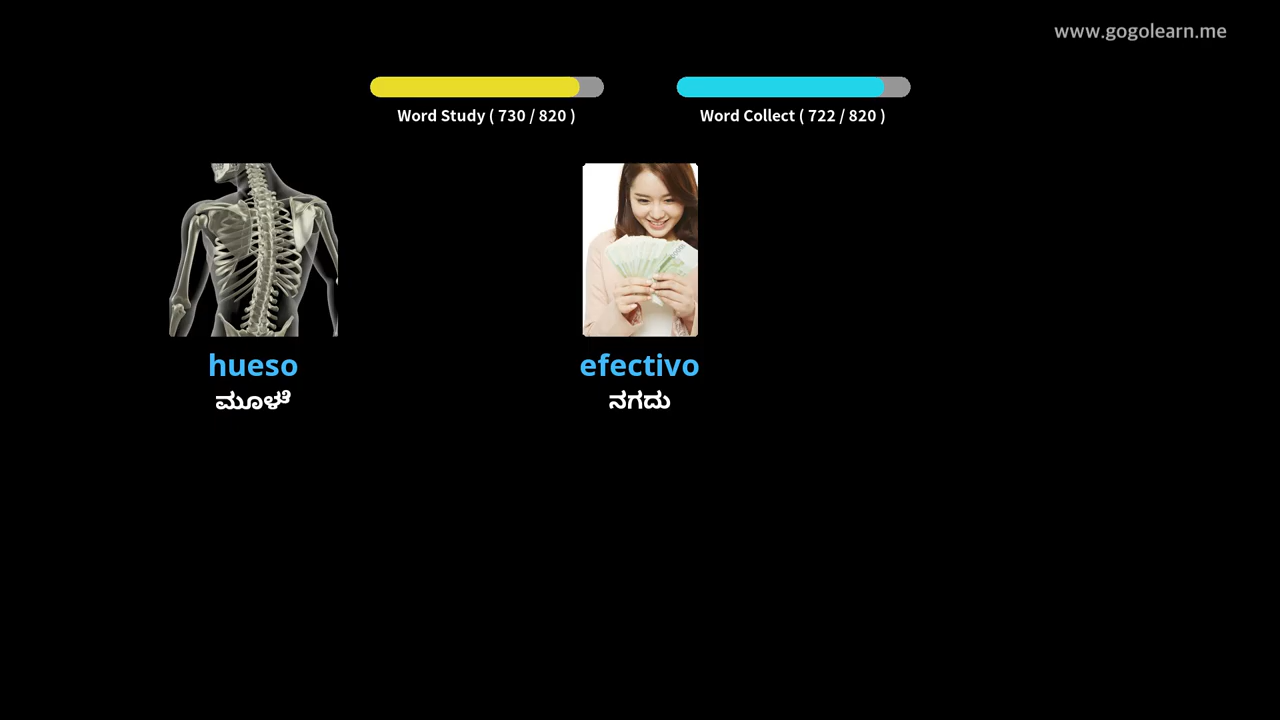 www.gogolearn.me
Word Study ( 730 / 820 )
Word Collect ( 722 / 820 )
hueso
ಮೂಳೆ
efectivo
ನಗದು